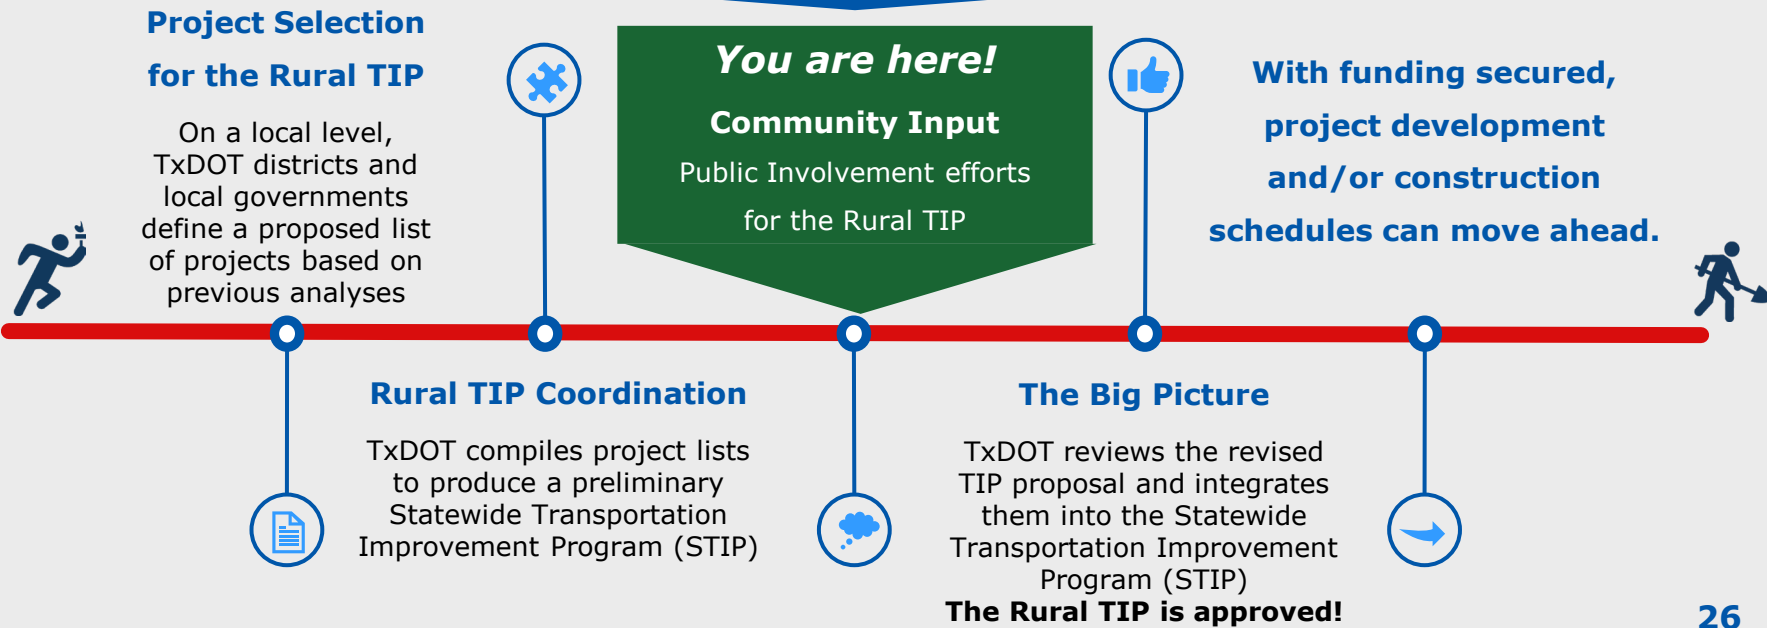 Project Selection
for the Rural TIP
On a local level,
TxDOT districts and
local governments
define a proposed list
of projects based on
previous analyses
Rural TIP Coordination
TxDOT compiles project lists
to produce a preliminary
Statewide Transportation
Improvement Program (STIP)
You are here!
Community Input
Public Involvement efforts
for the Rural TIP
The Big Picture
TxDOT reviews the revised
TIP proposal and integrates
them into the Statewide
Transportation Improvement
Program (STIP)
The Rural TIP is approved!
With funding secured,
project development
and/or construction
schedules can move ahead.
26